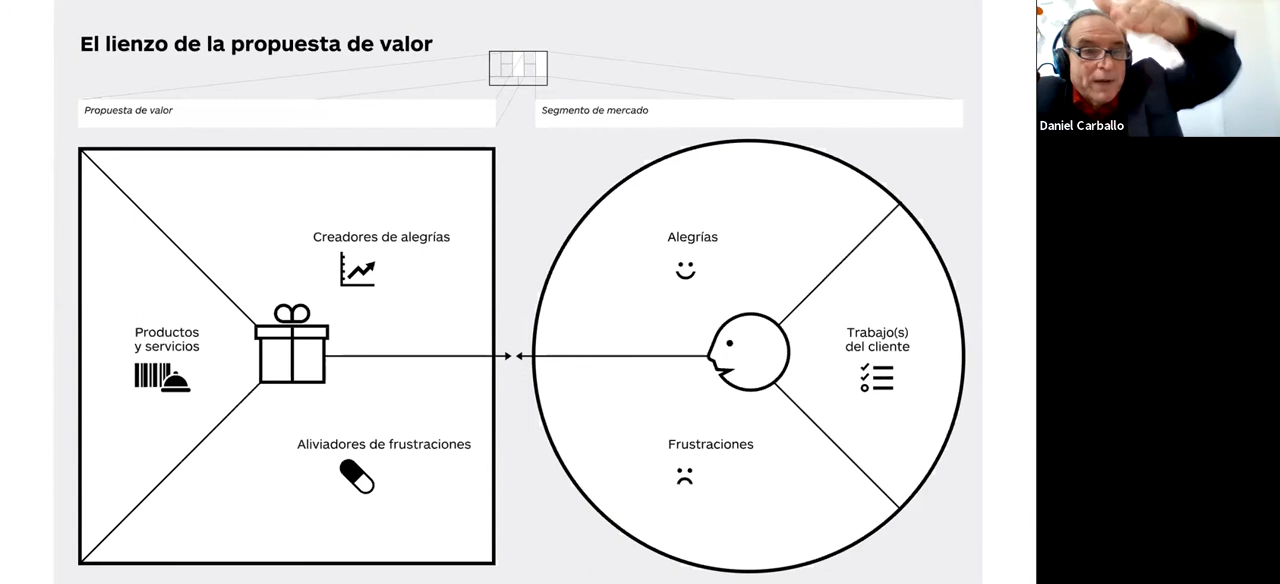 El lienzo de la propuesta de valor
Propuesta de valor
Segmento de mercado
Creadores de alegrías
Productos
y servicios
Aliviadores de frustraciones
Alegrías
Trabajo(s)
del cliente
Frustraciones
Daniel Carballo